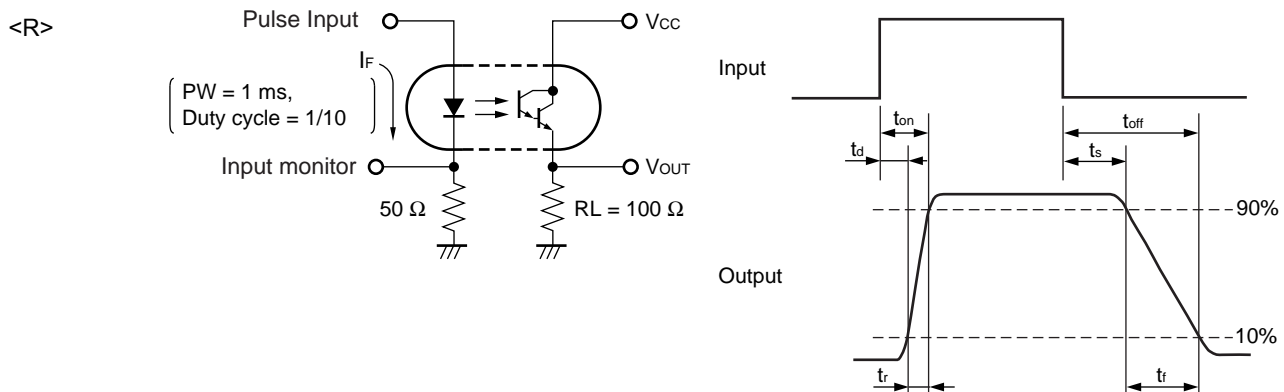 <R>
Pulse Input
VCC
IF
PW = 1 ms,
Duty cycle = 1/10
Input monitor
VOUT
50 Ω
RL = 100 Ω
Input
ton
toff
td
ts
90%
Output
10%
tr
tf